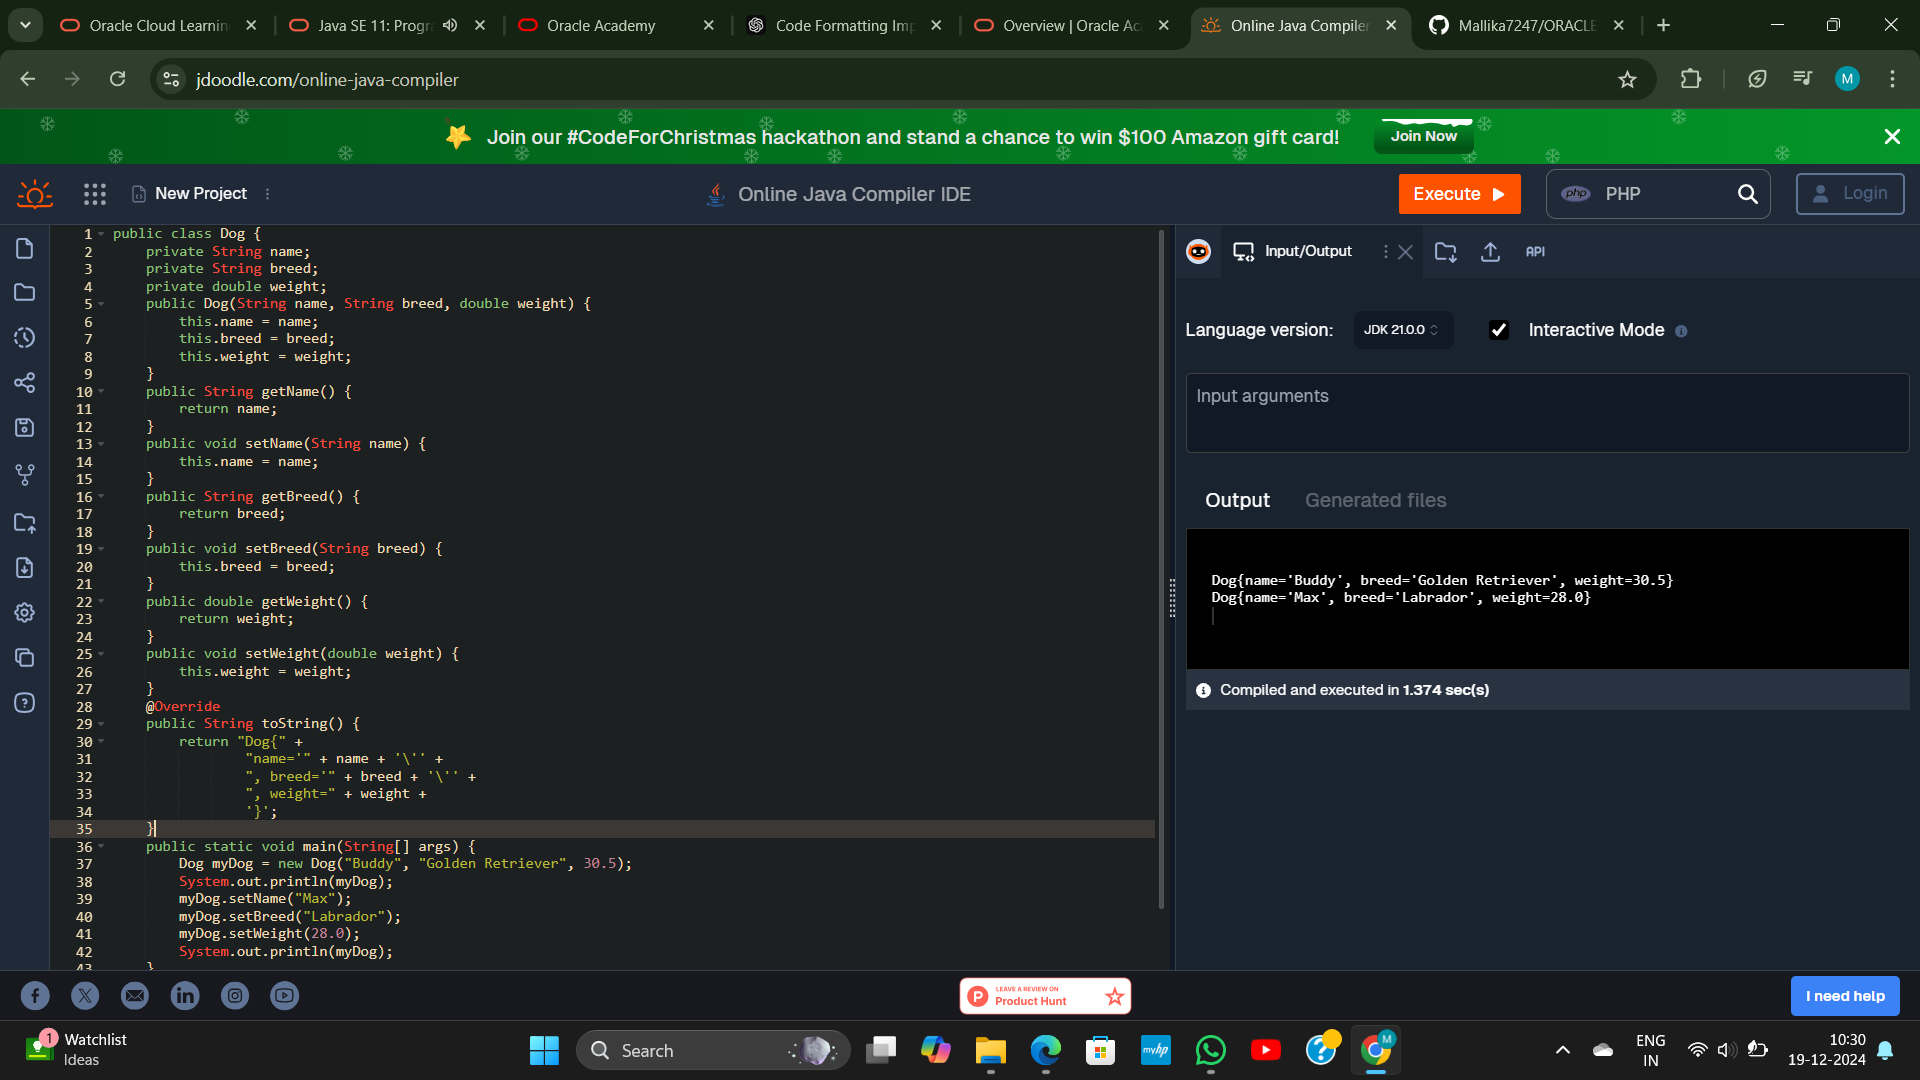 Oracle Cloud Learnin
Java SE 11: Progra
Oracle Academy
Code Formatting Imp
Overview | Oracle Aca
Online Java Compiler
Mallika7247/ORACLE
jdoodle.com/online-java-compiler
M
Join our #CodeForChristmas hackathon and stand a chance to win $100 Amazon gift card!
Join Now
New Project
Online Java Compiler IDE
Execute
php
PHP
Login
1 public class Dog {
2 private String name;
3 private String breed;
4 private double weight;
5 public Dog(String name, String breed, double weight) {
6 this.name = name;
7 this.breed = breed;
8 this.weight = weight;
9 }
10 public String getName() {
11 return name;
12 }
13 public void setName(String name) {
14 this.name = name;
15 }
16 public String getBreed() {
17 return breed;
18 }
19 public void setBreed(String breed) {
20 this.breed = breed;
21 }
22 public double getWeight() {
23 return weight;
24 }
25 public void setWeight(double weight) {
26 this.weight = weight;
27 }
28 @Override
29 public String toString() {
30 return "Dog{" +
31 "name='" + name + '\'' +
32 ", breed='" + breed + '\'' +
33 ", weight=" + weight +
34 '}';
35 }
36 public static void main(String[] args) {
37 Dog myDog = new Dog("Buddy", "Golden Retriever", 30.5);
38 System.out.println(myDog);
39 myDog.setName("Max");
40 myDog.setBreed("Labrador");
41 myDog.setWeight(28.0);
42 System.out.println(myDog);
43 }
Input/Output
API
Language version:
JDK 21.0.0
Interactive Mode
Input arguments
Output
Generated files
Dog{name='Buddy', breed='Golden Retriever', weight=30.5}
Dog{name='Max', breed='Labrador', weight=28.0}
Compiled and executed in 1.374 sec(s)
LEAVE A REVIEW ON
Product Hunt
I need help
1
Watchlist
Ideas
Search
myhp
M
ENG
IN
10:30
19-12-2024